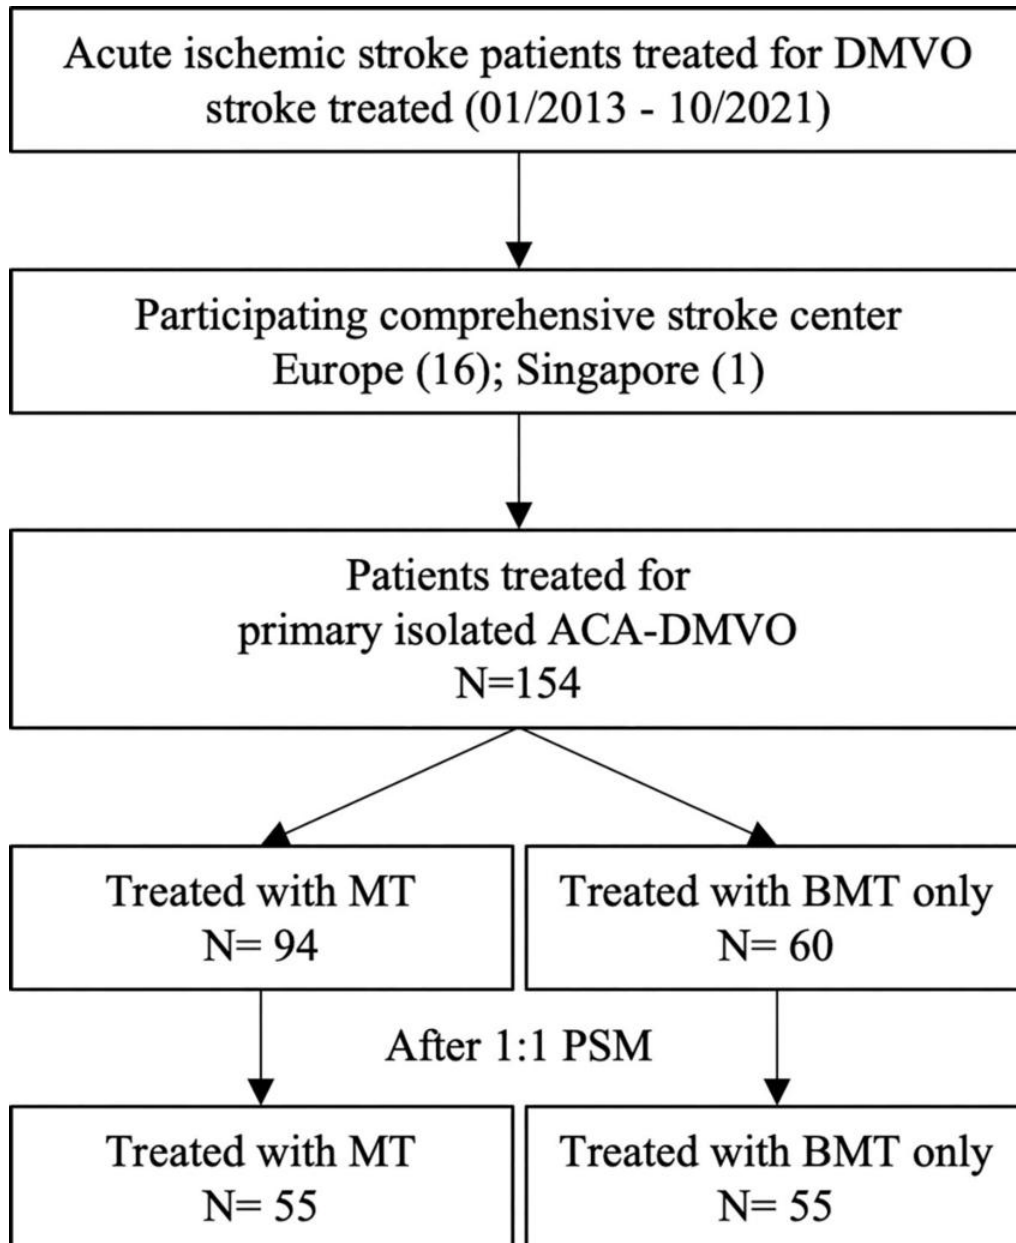 Acute ischemic stroke patients treated for DMVO
stroke treated (01/2013 - 10/2021)
Participating comprehensive stroke center
Europe (16); Singapore (1)
Patients treated for
primary isolated ACA-DMVO
N=154
Treated with MT
N= 94
Treated with BMT only
N= 60
After 1:1 PSM
Treated with MT
N= 55
Treated with BMT only
N= 55